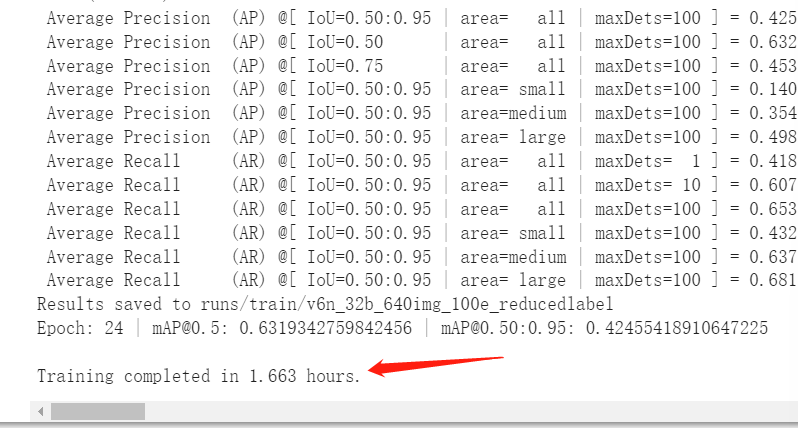 Average Precision (AP) @[ IoU=0.50:0.95 | area= all | maxDets=100 ] = 0.425
Average Precision (AP) @[ IoU=0.50 | area= all | maxDets=100 ] = 0.632
Average Precision (AP) @[ IoU=0.75 | area= all | maxDets=100 ] = 0.453
Average Precision (AP) @[ IoU=0.50:0.95 | area= small | maxDets=100 ] = 0.140
Average Precision (AP) @[ IoU=0.50:0.95 | area=medium | maxDets=100 ] = 0.354
Average Precision (AP) @[ IoU=0.50:0.95 | area= large | maxDets=100 ] = 0.498
Average Recall (AR) @[ IoU=0.50:0.95 | area= all | maxDets= 1 ] = 0.418
Average Recall (AR) @[ IoU=0.50:0.95 | area= all | maxDets= 10 ] = 0.607
Average Recall (AR) @[ IoU=0.50:0.95 | area= all | maxDets=100 ] = 0.653
Average Recall (AR) @[ IoU=0.50:0.95 | area= small | maxDets=100 ] = 0.432
Average Recall (AR) @[ IoU=0.50:0.95 | area=medium | maxDets=100 ] = 0.637
Average Recall (AR) @[ IoU=0.50:0.95 | area= large | maxDets=100 ] = 0.681
Results saved to runs/train/v6n_32b_640img_100e_reducedlabel
Epoch: 24 | mAP@0.5: 0.6319342759842456 | mAP@0.50:0.95: 0.42455418910647225
Training completed in 1.663 hours.